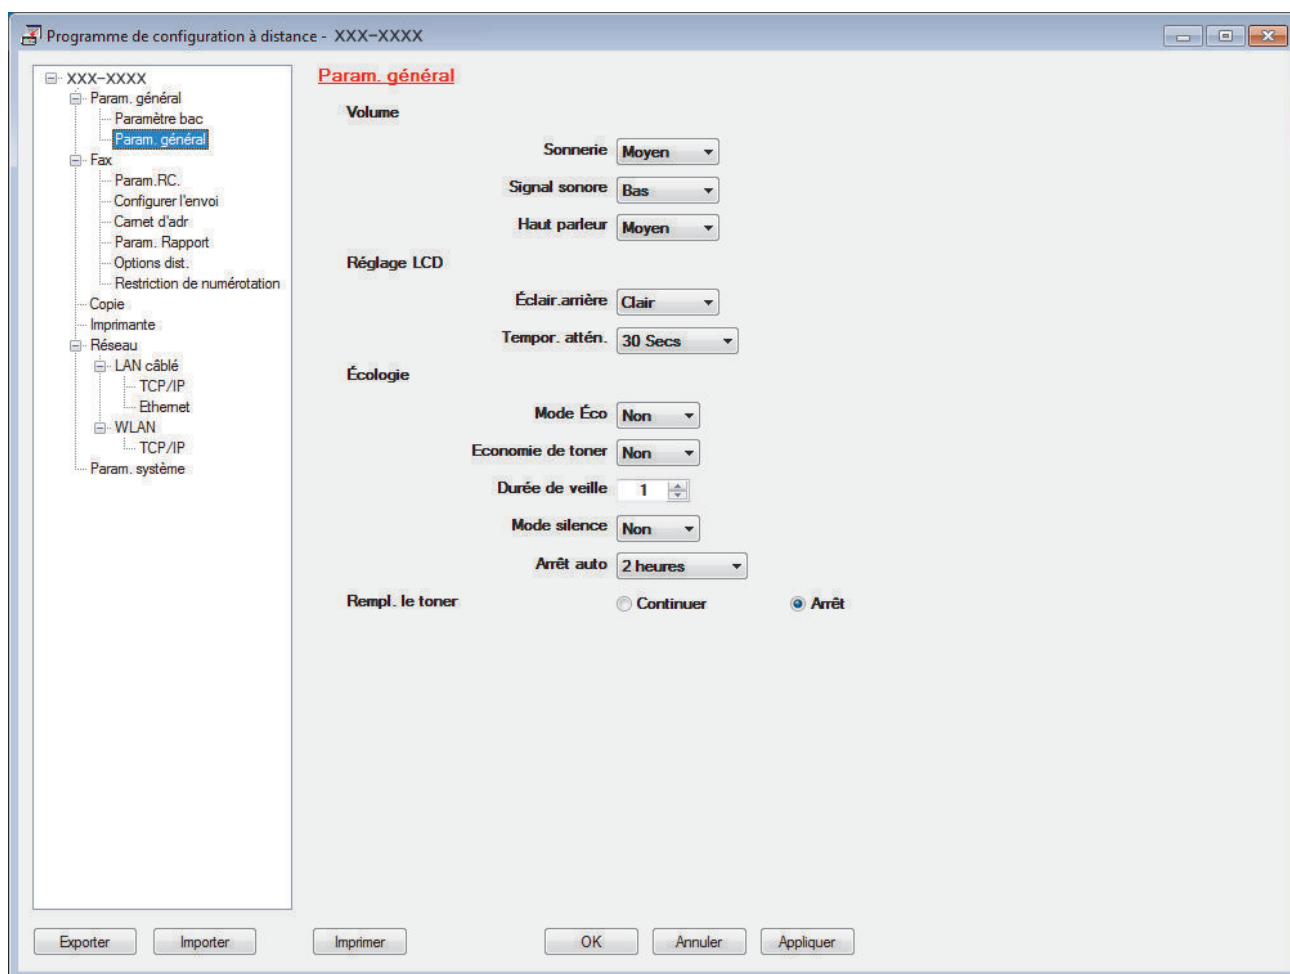 Programme de configuration à distance - XXX-XXXX
XXX-XXXX
Param. général
Paramètre bac
Param. général
Fax
Param.RC.
Configurer l'envoi
Carnet d'adr
Param. Rapport
Options dist.
Restriction de numérotation
Copie
Imprimante
Réseau
LAN câblé
TCP/IP
Ethernet
WLAN
TCP/IP
Param. système
Param. général
Volume
Sonnerie Moyen
Signal sonore Bas
Haut parleur Moyen
Réglage LCD
Éclair.arrière Clair
Tempor. attén. 30 Secs
Écologie
Mode Éco Non
Economie de toner Non
Durée de veille 1
Mode silence Non
Arrêt auto 2 heures
Rempl. le toner Continuer Arrêt
Exporter Importer Imprimer OK Annuler Appliquer